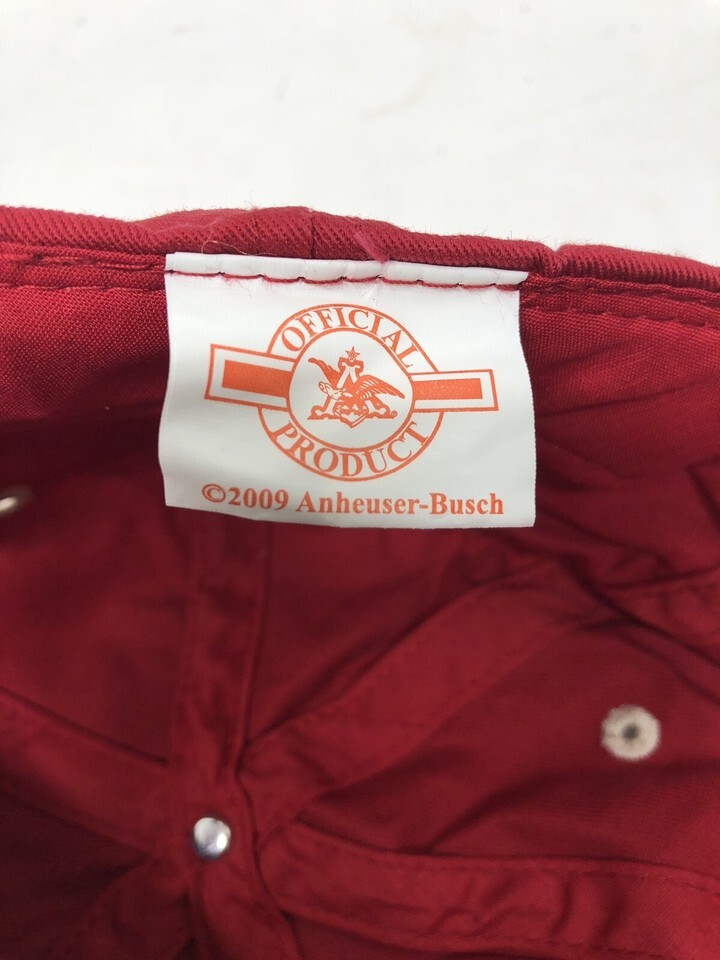 OFFICIAL
PRODUCT
©2009 Anheuser-Busch